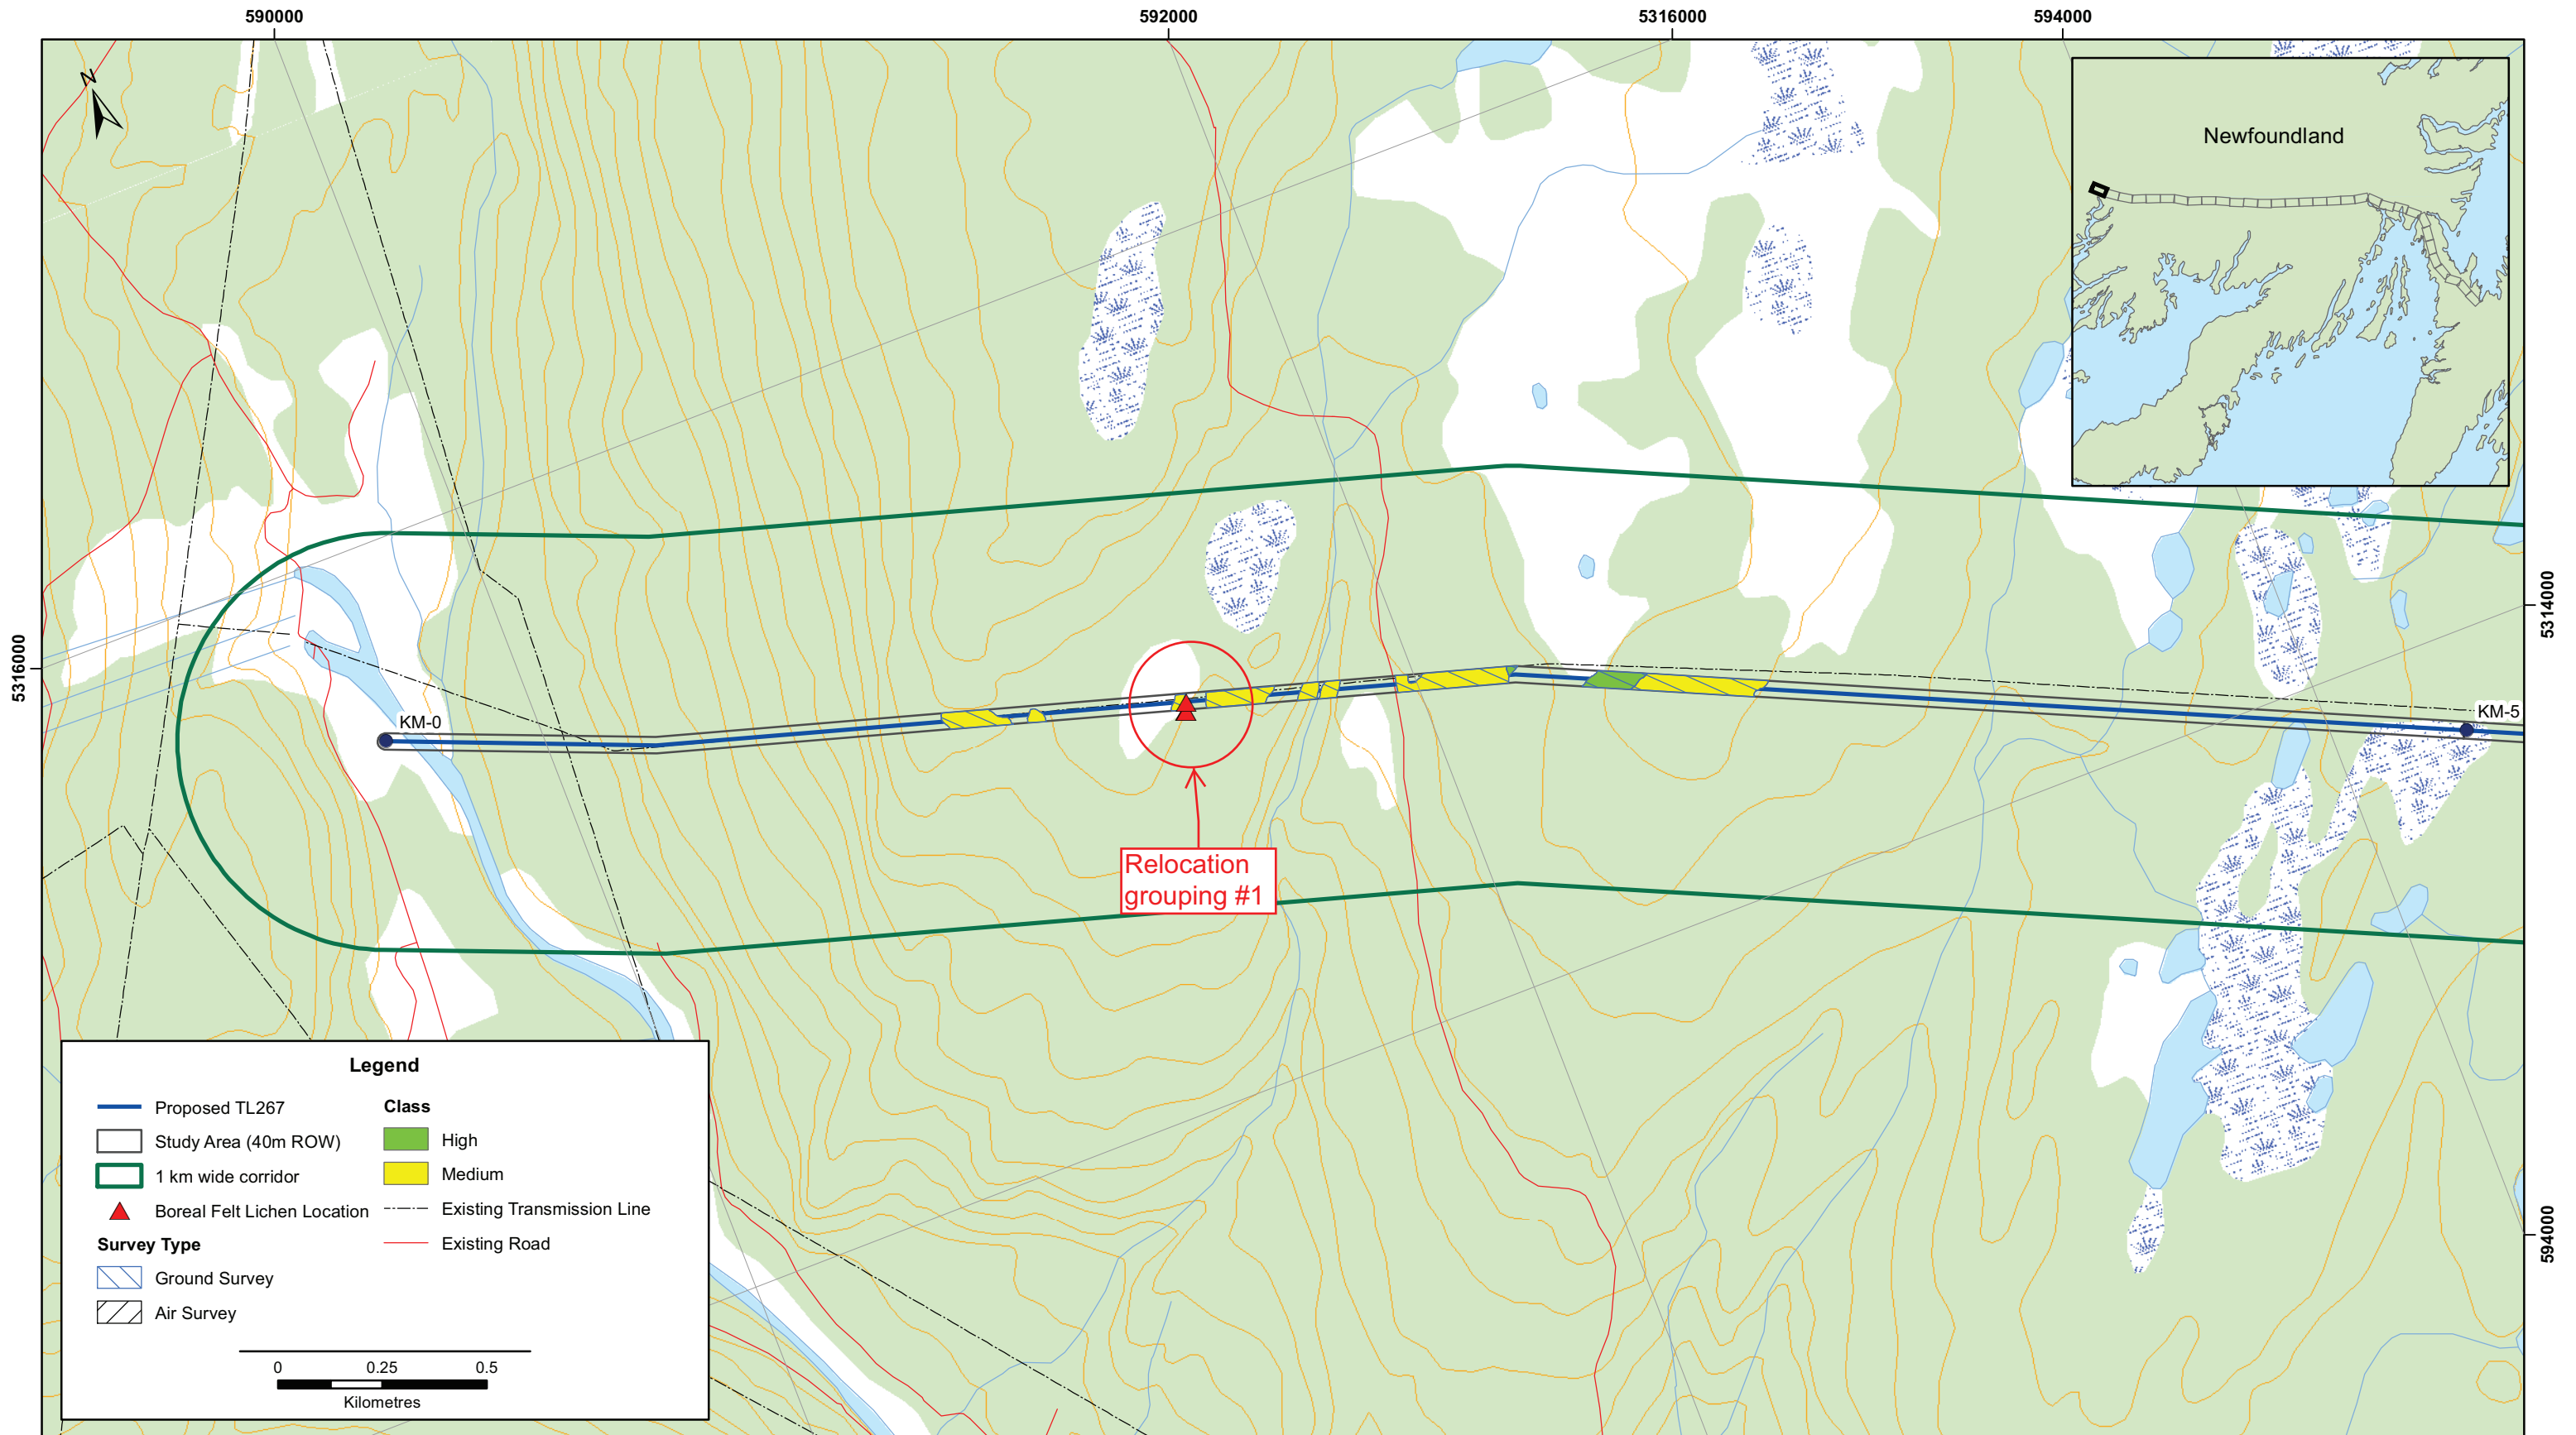 590000
592000
5316000
594000
N
Newfoundland
5316000
5314000
KM-0
KM-5
Relocation
grouping #1
594000
Legend
Proposed TL267
Study Area (40m ROW)
1 km wide corridor
Boreal Felt Lichen Location
Survey Type
Ground Survey
Air Survey
Class
High
Medium
Existing Transmission Line
Existing Road
0 0.25 0.5
Kilometres